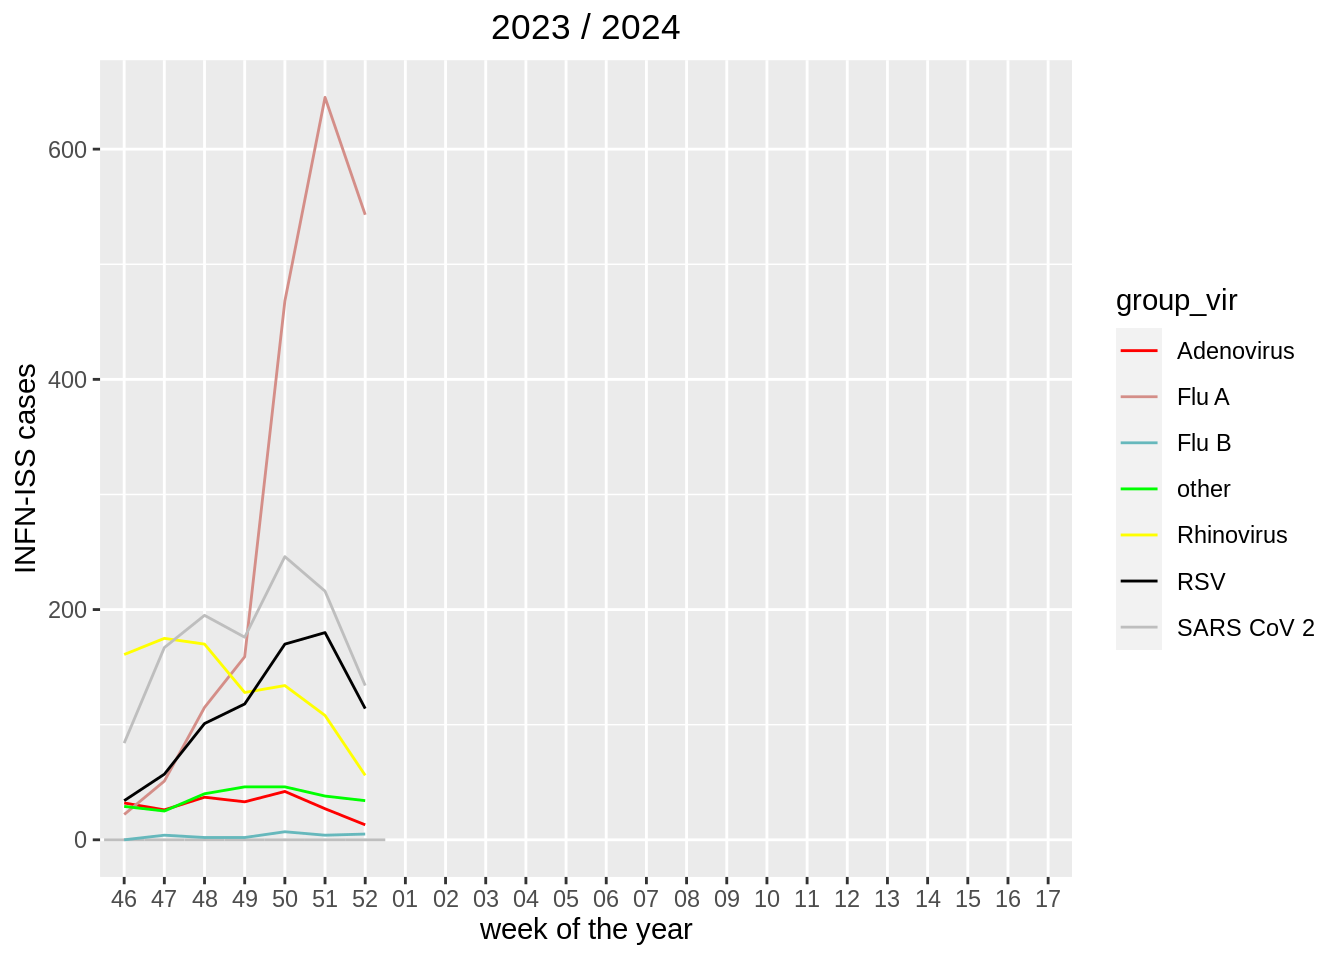 2023 / 2024
INFN-ISS cases
600
400
200
0
46 47 48 49 50 51 52 01 02 03 04 05 06 07 08 09 10 11 12 13 14 15 16 17
week of the year
group_vir
Adenovirus
Flu A
Flu B
other
Rhinovirus
RSV
SARS CoV 2